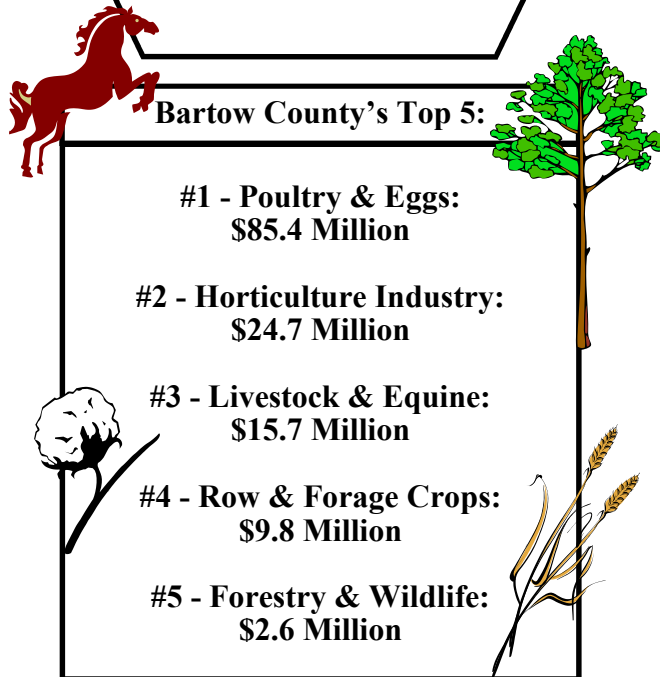 Bartow County’s Top 5:
#1 - Poultry & Eggs:
$85.4 Million
#2 - Horticulture Industry:
$24.7 Million
#3 - Livestock & Equine:
$15.7 Million
#4 - Row & Forage Crops:
$9.8 Million
#5 - Forestry & Wildlife:
$2.6 Million